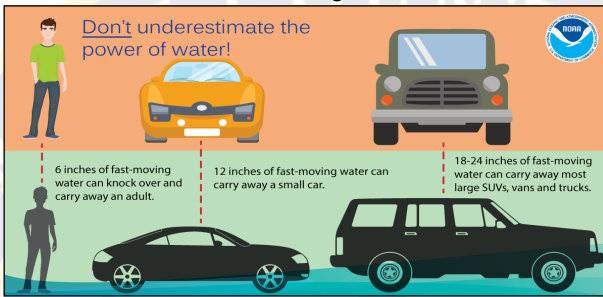 Don't underestimate the
power of water!
NOAA
6 inches of fast-moving
water can knock over and
carry away an adult.
12 inches of fast-moving water can
carry away a small car.
18-24 inches of fast-moving
water can carry away most
large SUVs, vans and trucks.